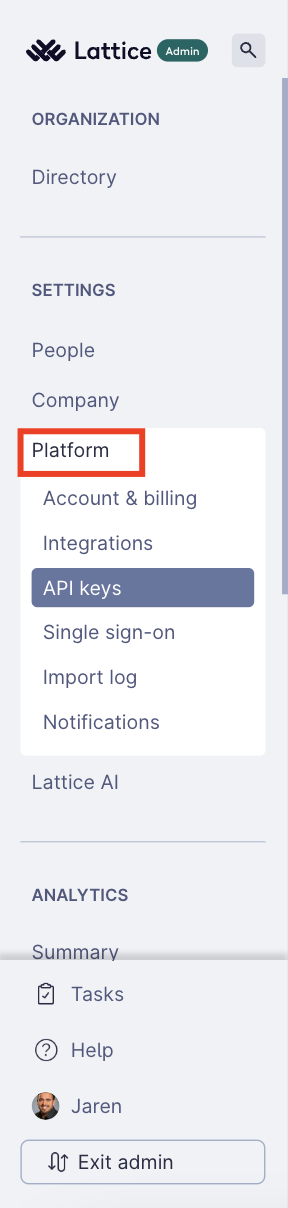 Lattice Admin
ORGANIZATION
Directory
SETTINGS
People
Company
Platform
Account & billing
Integrations
API keys
Single sign-on
Import log
Notifications
Lattice AI
ANALYTICS
Summary
Tasks
Help
Jaren
Exit admin